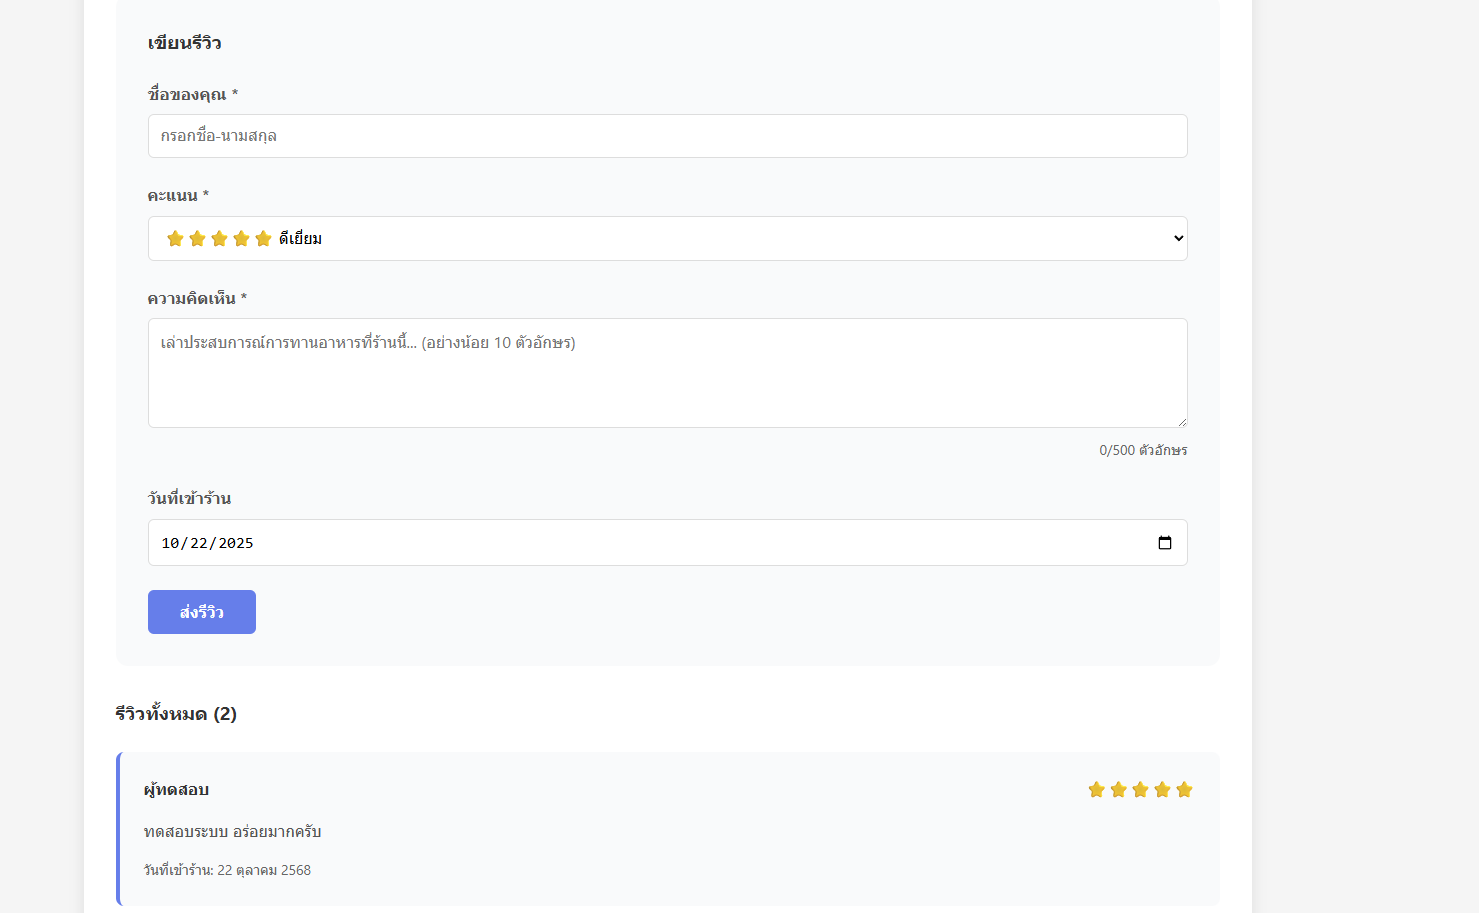 เขียนรีวิว
ชื่อของคุณ *
กรอกชื่อ-นามสกุล
คะแนน *
⭐⭐⭐⭐⭐ ดีเยี่ยม
ความคิดเห็น *
เล่าประสบการณ์การทานอาหารที่ร้านนี้... (อย่างน้อย 10 ตัวอักษร)
0/500 ตัวอักษร
วันที่เข้าร้าน
10/22/2025
ส่งรีวิว
รีวิวทั้งหมด (2)
ผู้ทดสอบ ⭐⭐⭐⭐⭐
ทดสอบระบบ อร่อยมากครับ
วันที่เข้าร้าน: 22 ตุลาคม 2568